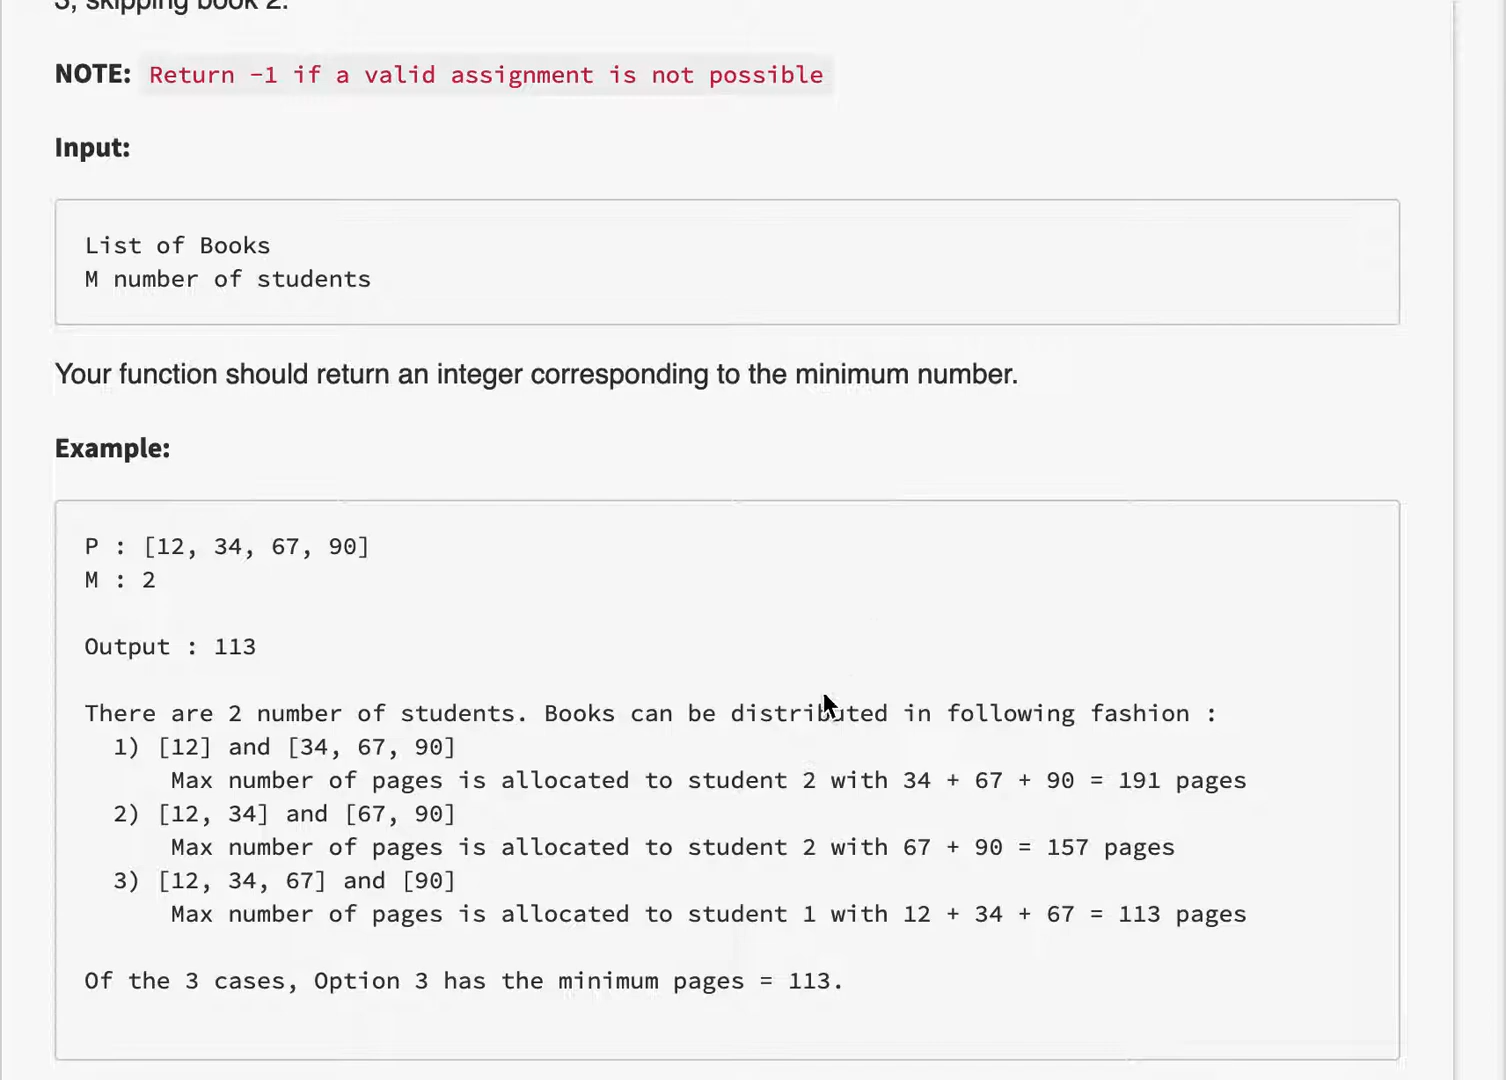 3, skipping book 2.
NOTE: Return -1 if a valid assignment is not possible
Input:
List of Books
M number of students
Your function should return an integer corresponding to the minimum number.
Example:
P : [12, 34, 67, 90]
M : 2
Output : 113
There are 2 number of students. Books can be distributed in following fashion :
1) [12] and [34, 67, 90]
Max number of pages is allocated to student 2 with 34 + 67 + 90 = 191 pages
2) [12, 34] and [67, 90]
Max number of pages is allocated to student 2 with 67 + 90 = 157 pages
3) [12, 34, 67] and [90]
Max number of pages is allocated to student 1 with 12 + 34 + 67 = 113 pages
Of the 3 cases, Option 3 has the minimum pages = 113.